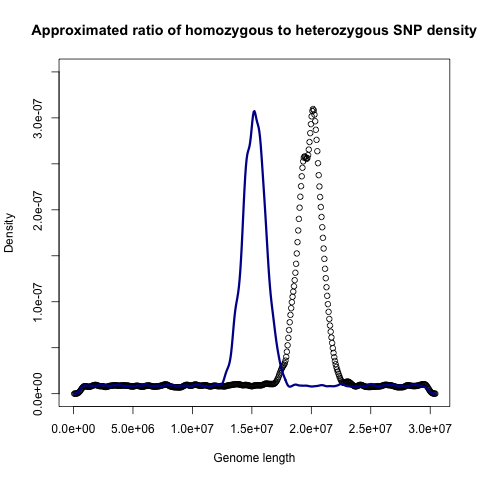 Approximated ratio of homozygous to heterozygous SNP density
Density
3.0e-07
2.0e-07
1.0e-07
0.0e+00
0.0e+00 5.0e+06 1.0e+07 1.5e+07 2.0e+07 2.5e+07 3.0e+07
Genome length